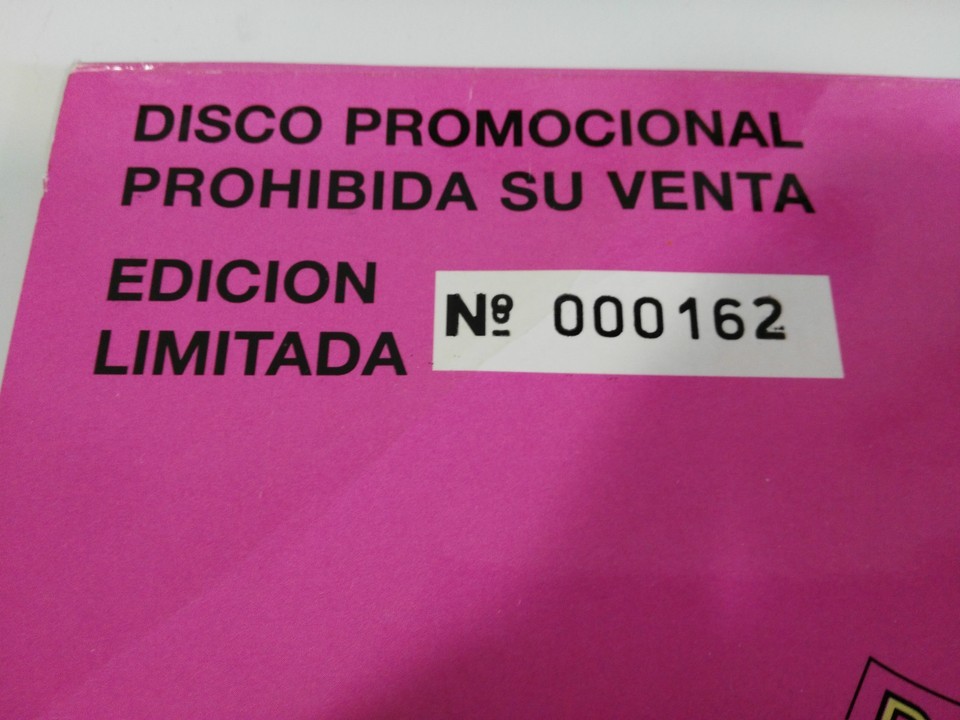 DISCO PROMOCIONAL
PROHIBIDA SU VENTA
EDICION
LIMITADA
Nº 000162